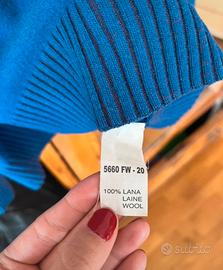 5660 FW - 20
100% LANA
LAINE
WOOL
subito